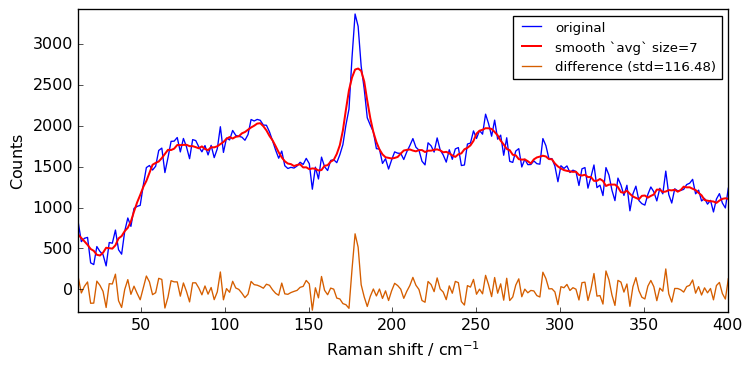 original
smooth `avg` size=7
difference (std=116.48)
3000
2500
2000
1500
1000
500
0
Counts
50 100 150 200 250 300 350 400
Raman shift / cm⁻¹